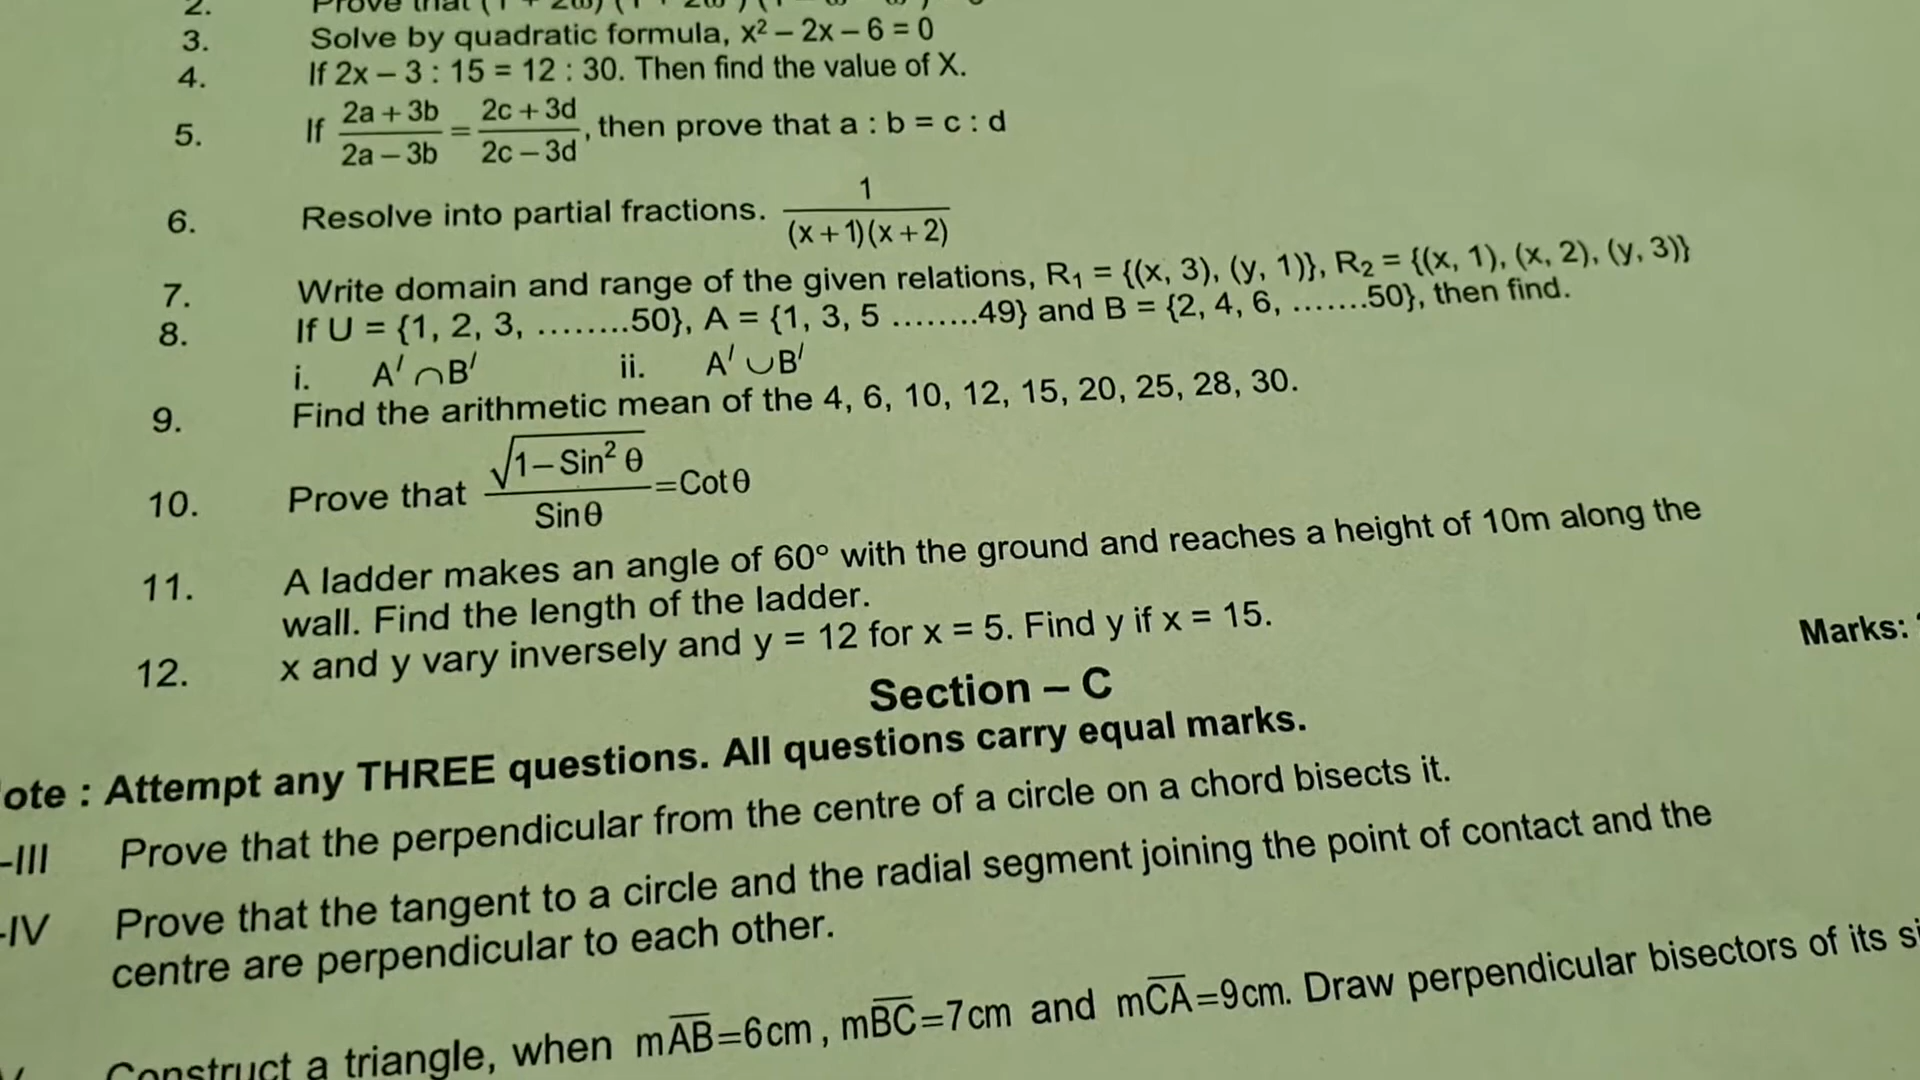 2. Prove that
3. Solve by quadratic formula, x² – 2x – 6 = 0
4. If 2x – 3 : 15 = 12 : 30. Then find the value of X.
5. If (2a + 3b)/(2a – 3b) = (2c + 3d)/(2c – 3d), then prove that a : b = c : d
6. Resolve into partial fractions. 1/((x + 1)(x + 2))
7. Write domain and range of the given relations, R₁ = {(x, 3), (y, 1)}, R₂ = {(x, 1), (x, 2), (y, 3)}
8. If U = {1, 2, 3, ........50}, A = {1, 3, 5 ........49} and B = {2, 4, 6, .......50}, then find.
i. A′ ∩ B′ ii. A′ ∪ B′
9. Find the arithmetic mean of the 4, 6, 10, 12, 15, 20, 25, 28, 30.
10. Prove that √(1 – Sin² θ)/Sin θ = Cot θ
11. A ladder makes an angle of 60° with the ground and reaches a height of 10m along the
wall. Find the length of the ladder.
12. x and y vary inversely and y = 12 for x = 5. Find y if x = 15.
Section – C
Marks:
ote : Attempt any THREE questions. All questions carry equal marks.
-III Prove that the perpendicular from the centre of a circle on a chord bisects it.
-IV Prove that the tangent to a circle and the radial segment joining the point of contact and the
centre are perpendicular to each other.
Construct a triangle, when mA̅B̅ = 6cm, mB̅C̅ = 7cm and mC̅A̅ = 9cm. Draw perpendicular bisectors of its